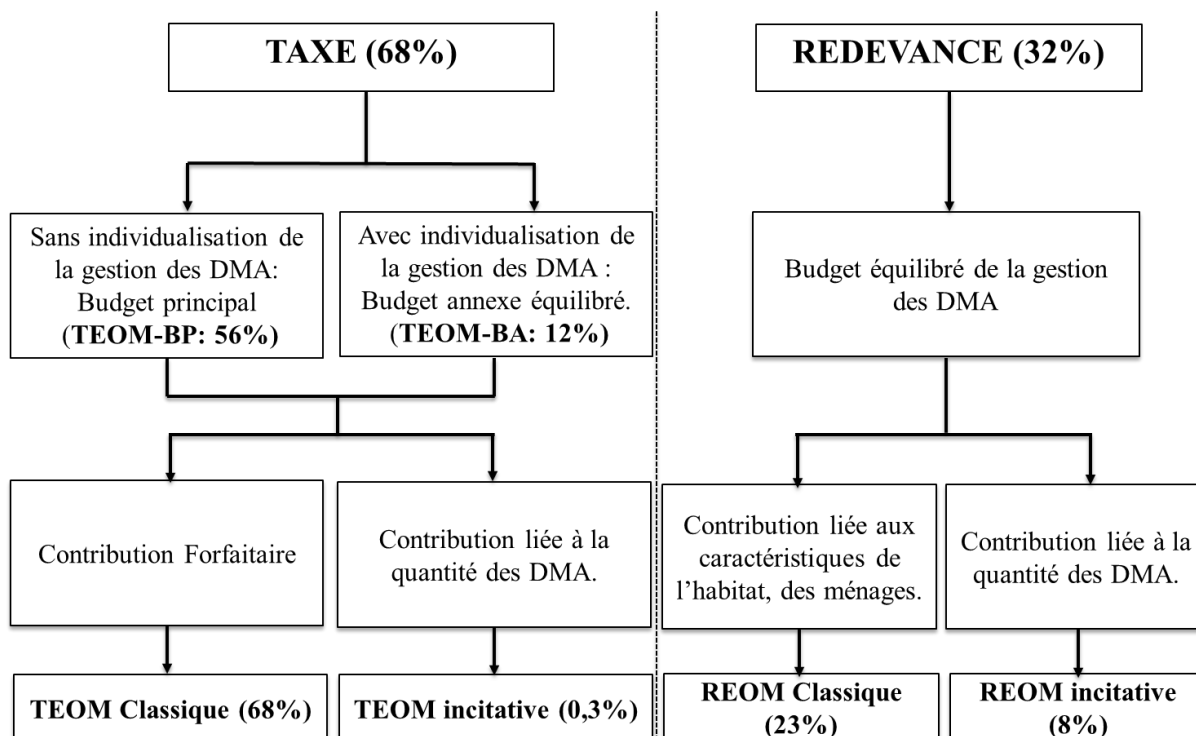 TAXE (68%)
REDEVANCE (32%)
Sans individualisation de
la gestion des DMA:
Budget principal
(TEOM-BP: 56%)
Avec individualisation de
la gestion des DMA :
Budget annexe équilibré.
(TEOM-BA: 12%)
Budget équilibré de la gestion
des DMA
Contribution Forfaitaire
Contribution liée à la
quantité des DMA.
Contribution liée aux
caractéristiques de
l’habitat, des ménages.
Contribution liée à la
quantité des DMA.
TEOM Classique (68%)
TEOM incitative (0,3%)
REOM Classique
(23%)
REOM incitative
(8%)